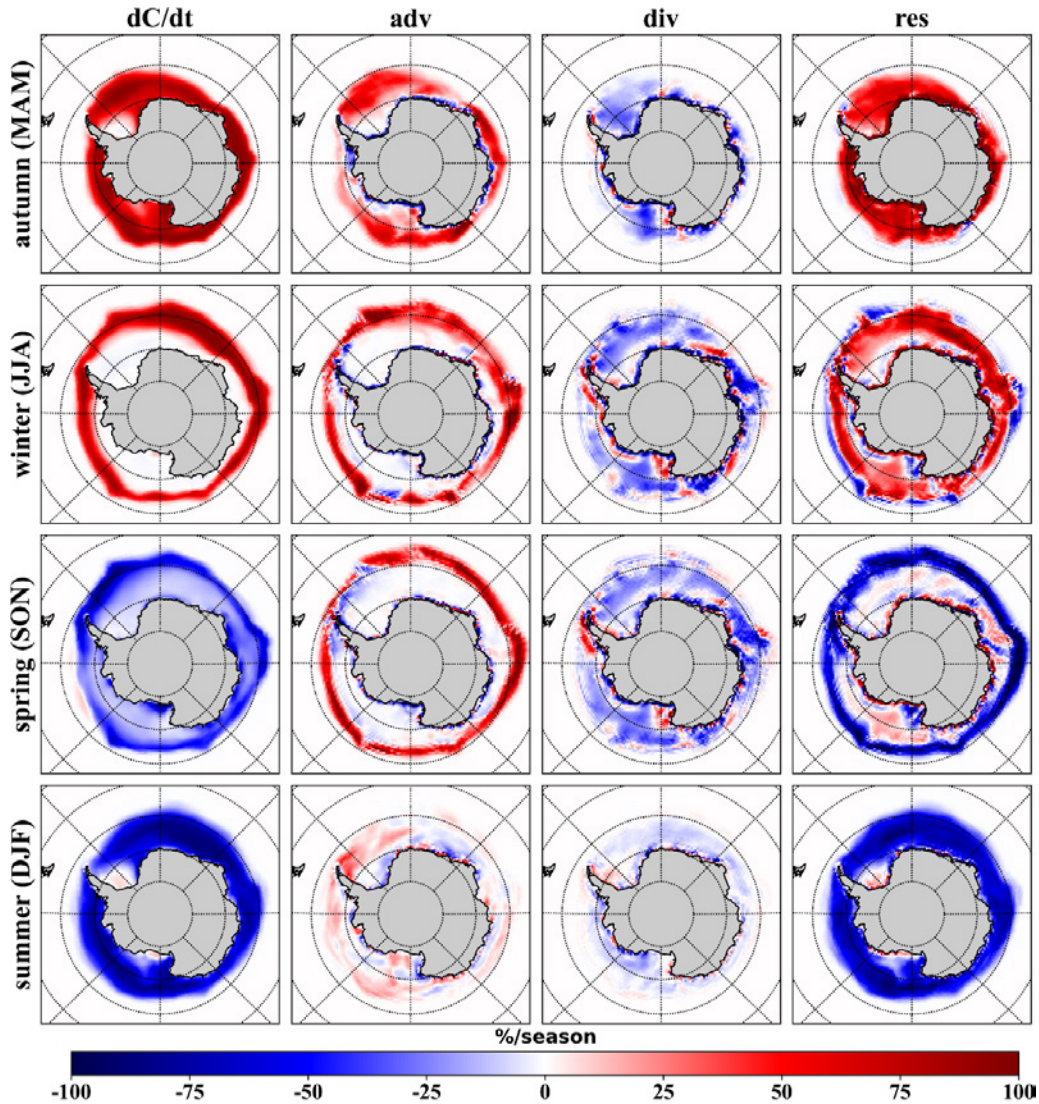 dC/dt adv div res
autumn (MAM)
winter (JJA)
spring (SON)
summer (DJF)
%/season
-100 -75 -50 -25 0 25 50 75 100